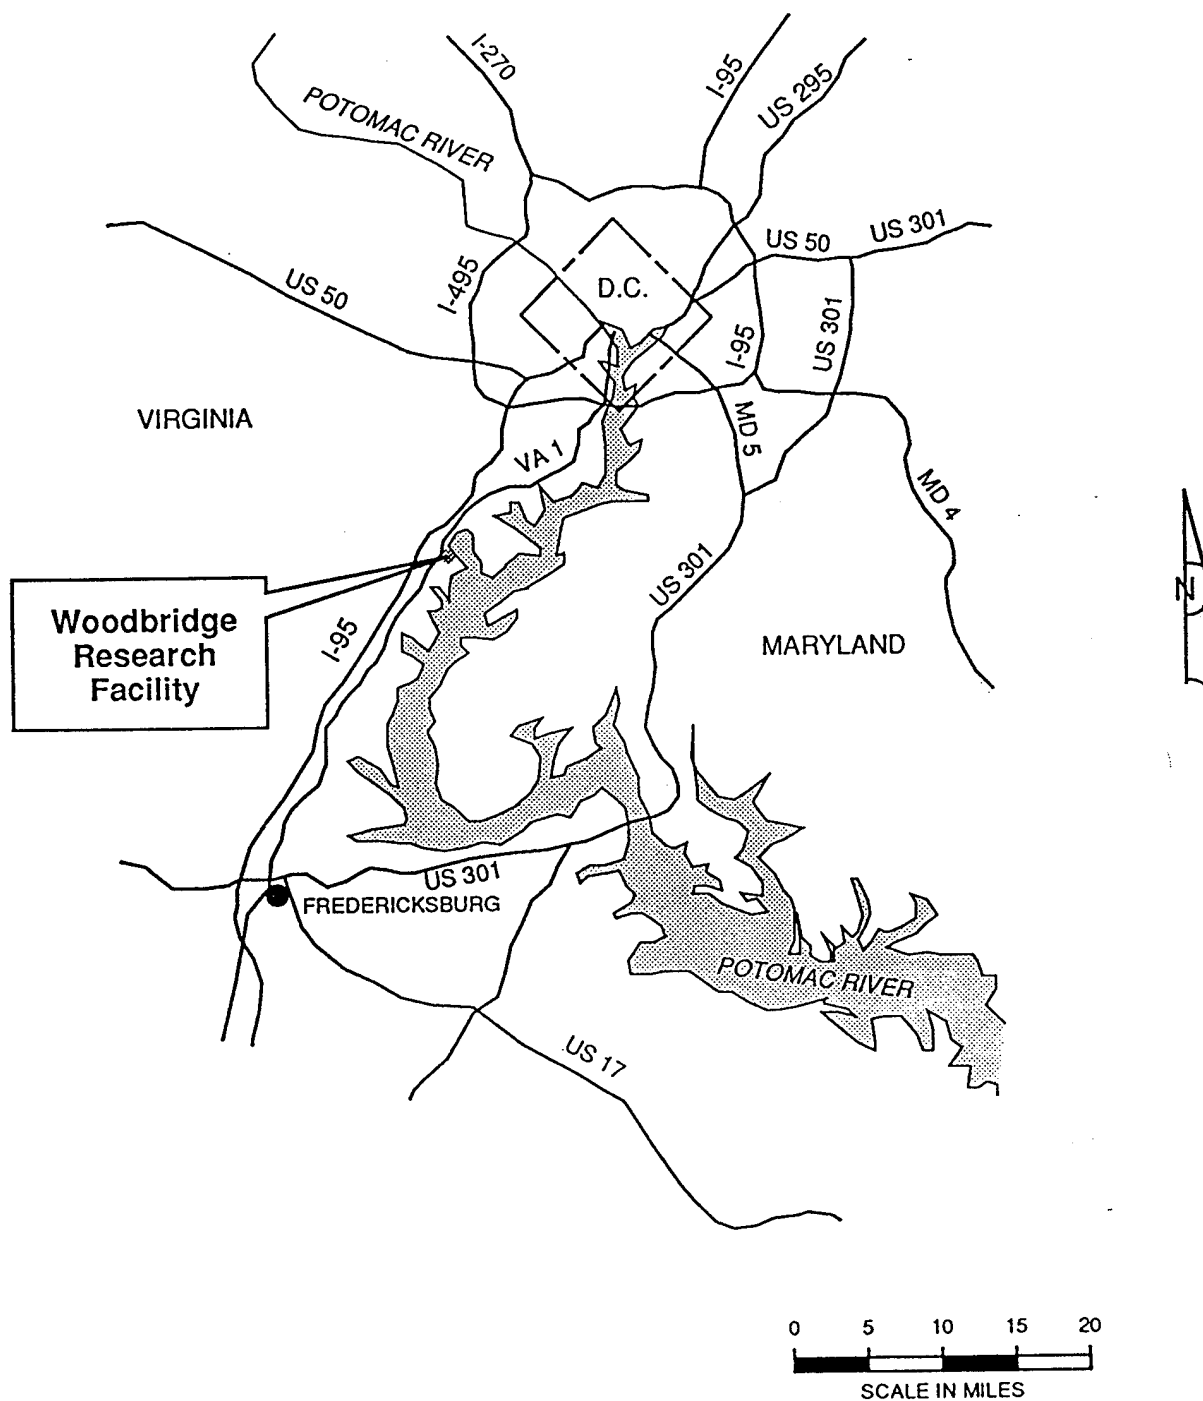 I-270
I-95
US 295
POTOMAC RIVER
US 50
US 301
US 50
I-495
D.C.
I-95
US 301
VIRGINIA
MD 5
VA 1
MD 4
US 301
N
Woodbridge
Research
Facility
I-95
MARYLAND
US 301
FREDERICKSBURG
POTOMAC RIVER
US 17
0 5 10 15 20
SCALE IN MILES